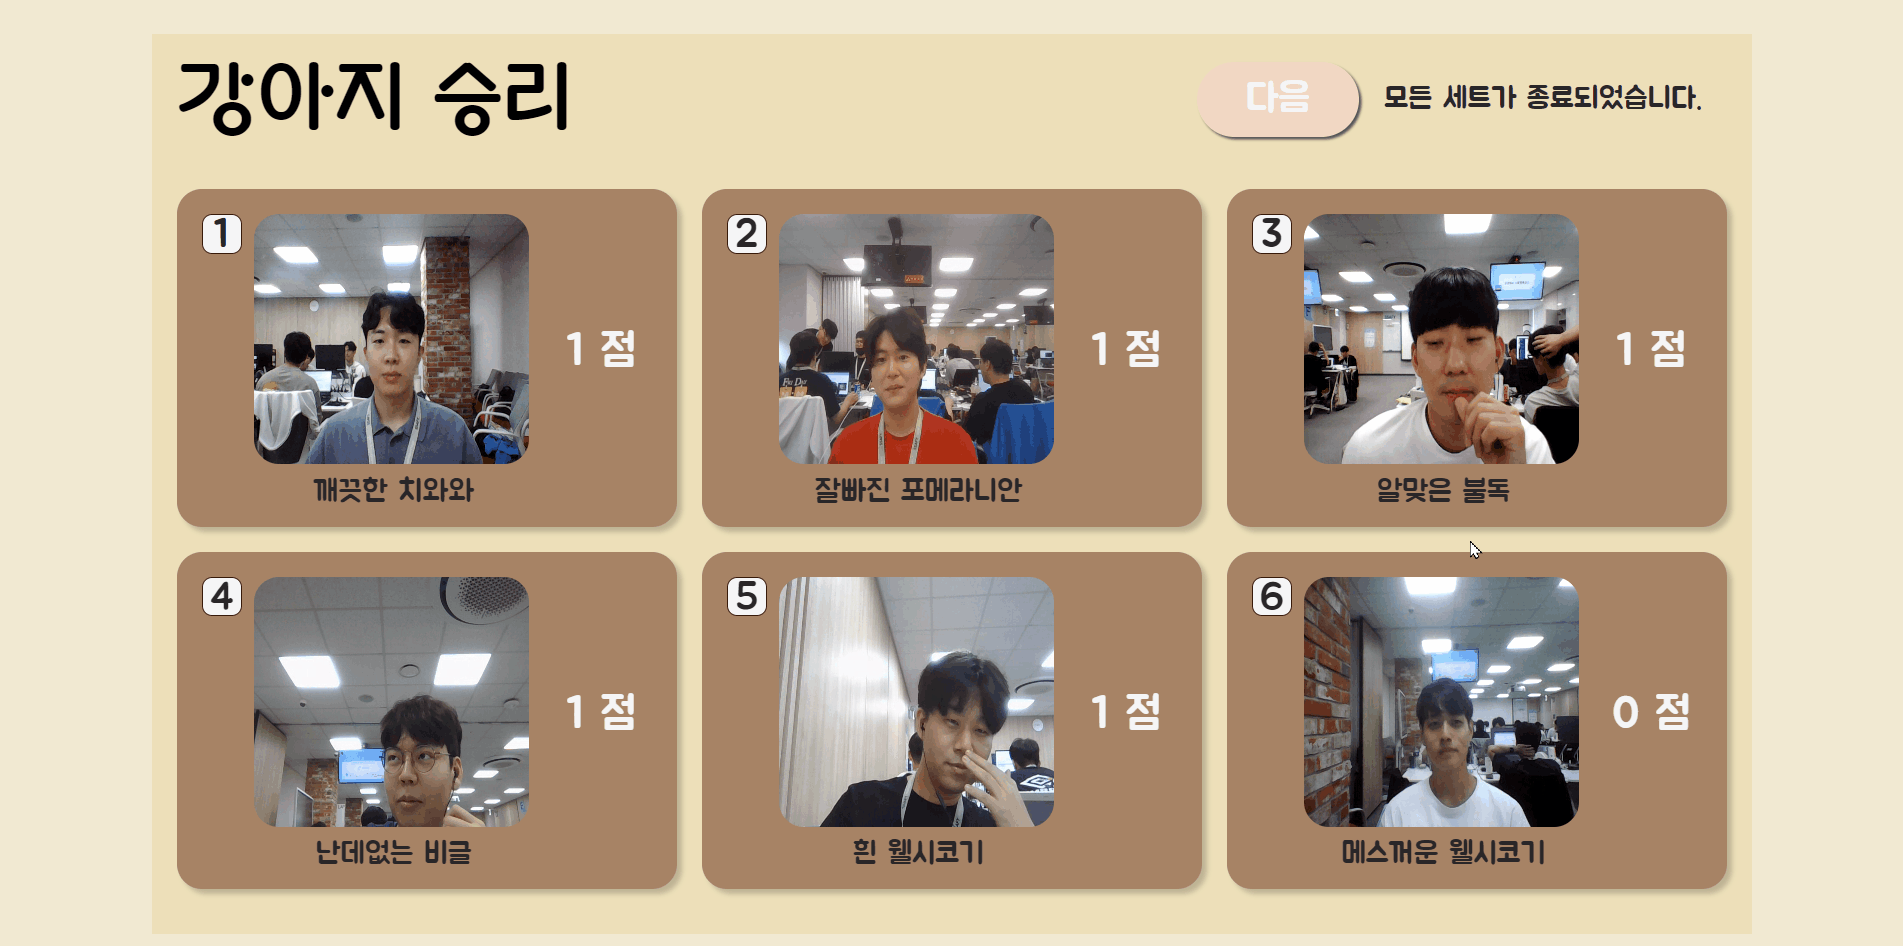 강아지 승리
다음
모든 세트가 종료되었습니다.
1
1 점
깨끗한 치와와
2
1 점
잘빠진 포메라니안
3
1 점
알맞은 불독
4
1 점
난데없는 비글
5
1 점
흰 웰시코기
6
0 점
메스꺼운 웰시코기